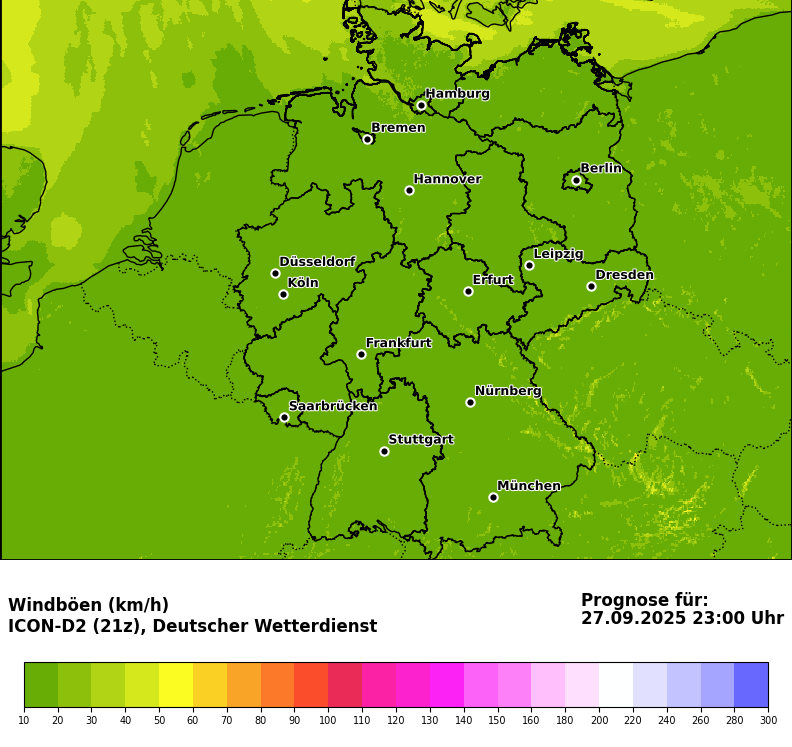 Hamburg
Bremen
Berlin
Hannover
Leipzig
Düsseldorf
Dresden
Köln
Erfurt
Frankfurt
Nürnberg
Saarbrücken
Stuttgart
München
Windböen (km/h)
ICON-D2 (21z), Deutscher Wetterdienst
Prognose für:
27.09.2025 23:00 Uhr
10 20 30 40 50 60 70 80 90 100 110 120 130 140 150 160 180 200 220 240 260 280 300